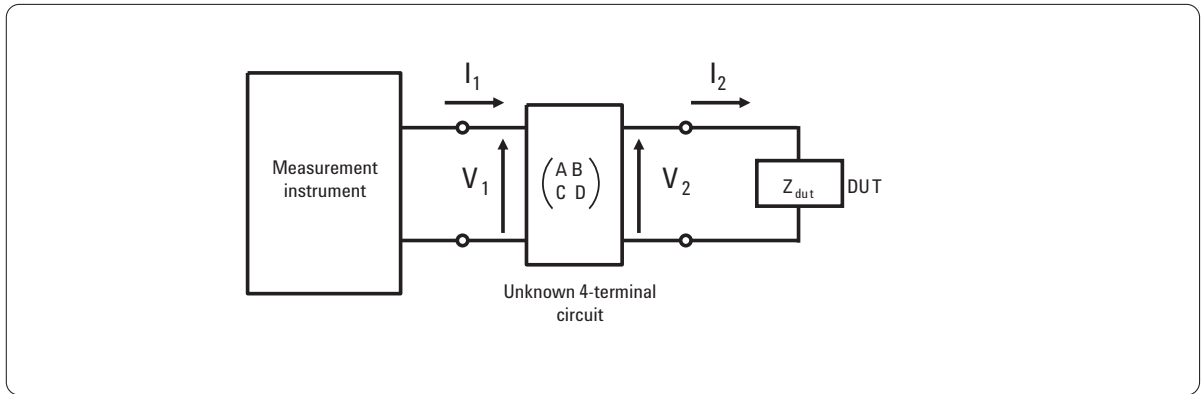 I1
I2
Measurement
instrument
V1
A B
C D
V2
Zdut
DUT
Unknown 4-terminal
circuit